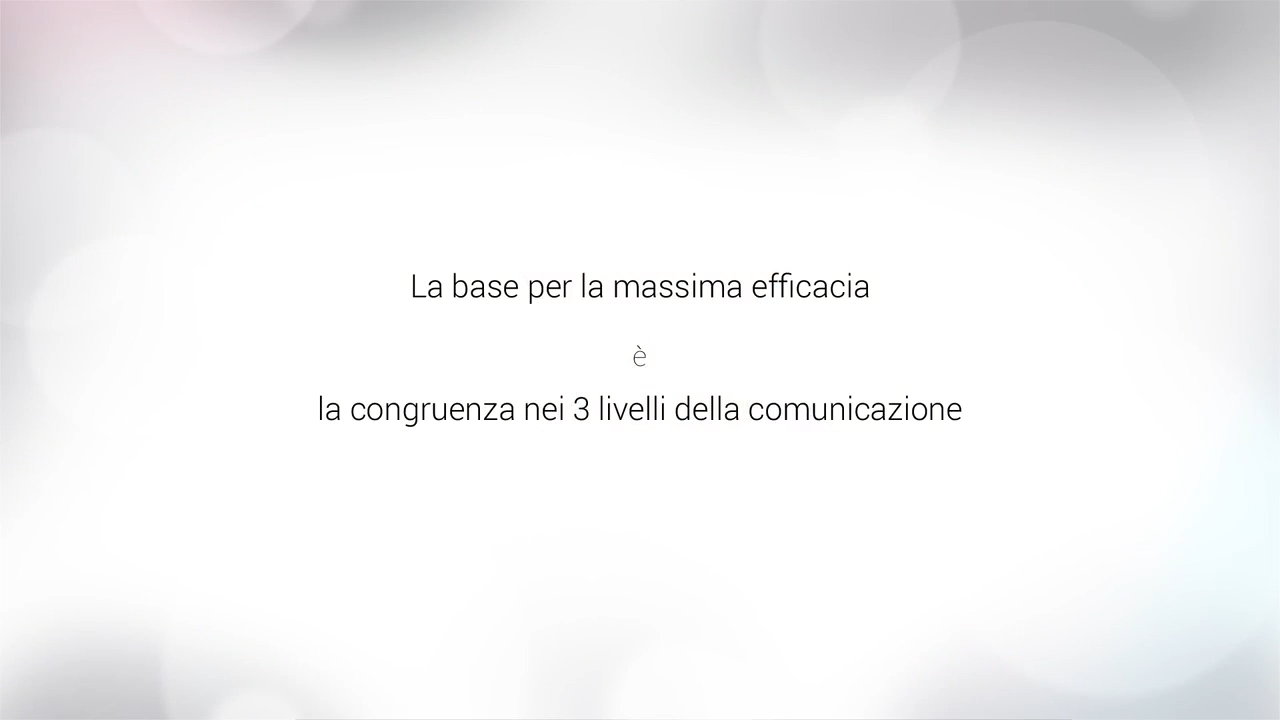 La base per la massima efficacia
è
la congruenza nei 3 livelli della comunicazione